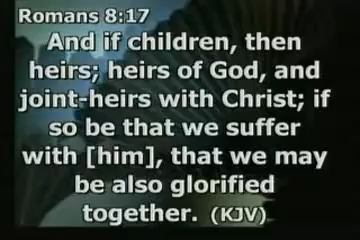 Romans 8:17
And if children, then
heirs; heirs of God, and
joint-heirs with Christ; if
so be that we suffer
with [him], that we may
be also glorified
together. (KJV)